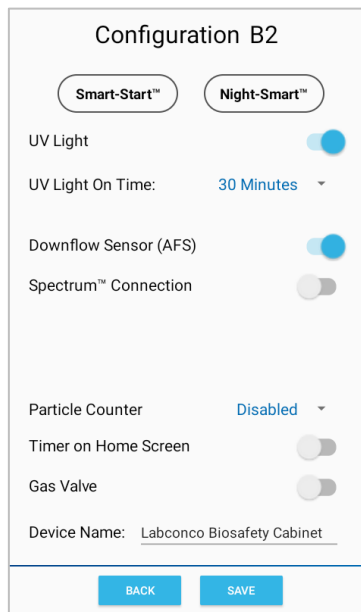 Configuration B2
Smart-Start™ Night-Smart™
UV Light
UV Light On Time: 30 Minutes
Downflow Sensor (AFS)
Spectrum™ Connection
Particle Counter Disabled
Timer on Home Screen
Gas Valve
Device Name: Labconco Biosafety Cabinet
BACK SAVE